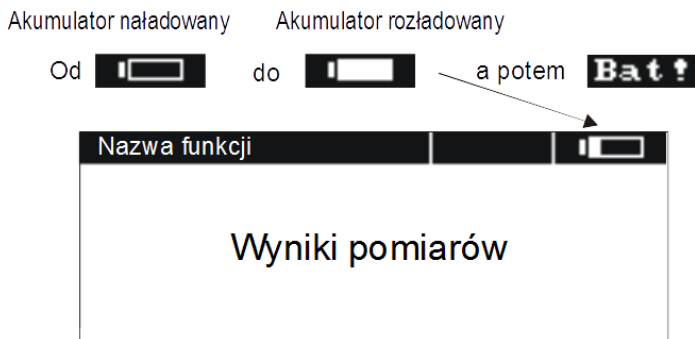 Akumulator naładowany Akumulator rozładowany
Od do a potem Bat!
Nazwa funkcji
Wyniki pomiarów